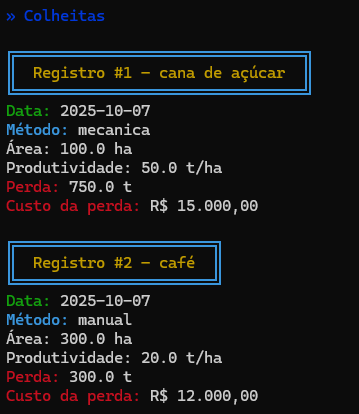 » Colheitas
Registro #1 — cana de açúcar
Data: 2025-10-07
Método: mecanica
Área: 100.0 ha
Produtividade: 50.0 t/ha
Perda: 750.0 t
Custo da perda: R$ 15.000,00
Registro #2 — café
Data: 2025-10-07
Método: manual
Área: 300.0 ha
Produtividade: 20.0 t/ha
Perda: 300.0 t
Custo da perda: R$ 12.000,00